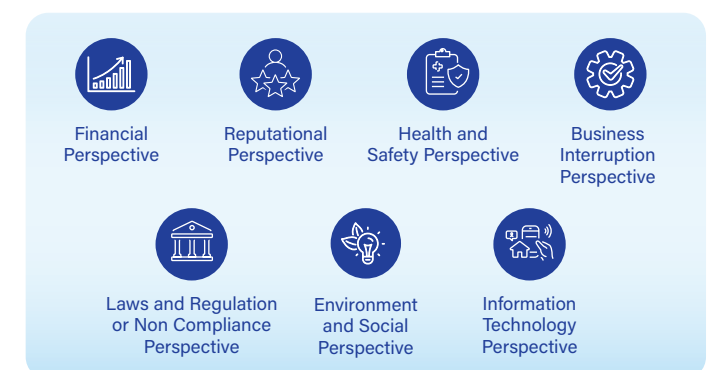 Financial
Perspective
Reputational
Perspective
Health and
Safety Perspective
Business
Interruption
Perspective
Laws and Regulation
or Non Compliance
Perspective
Environment
and Social
Perspective
Information
Technology
Perspective